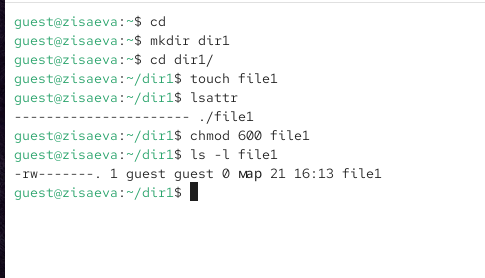 guest@zisaeva:~$ cd
guest@zisaeva:~$ mkdir dir1
guest@zisaeva:~$ cd dir1/
guest@zisaeva:~/dir1$ touch file1
guest@zisaeva:~/dir1$ lsattr
---------------------- ./file1
guest@zisaeva:~/dir1$ chmod 600 file1
guest@zisaeva:~/dir1$ ls -l file1
-rw-------. 1 guest guest 0 мар 21 16:13 file1
guest@zisaeva:~/dir1$